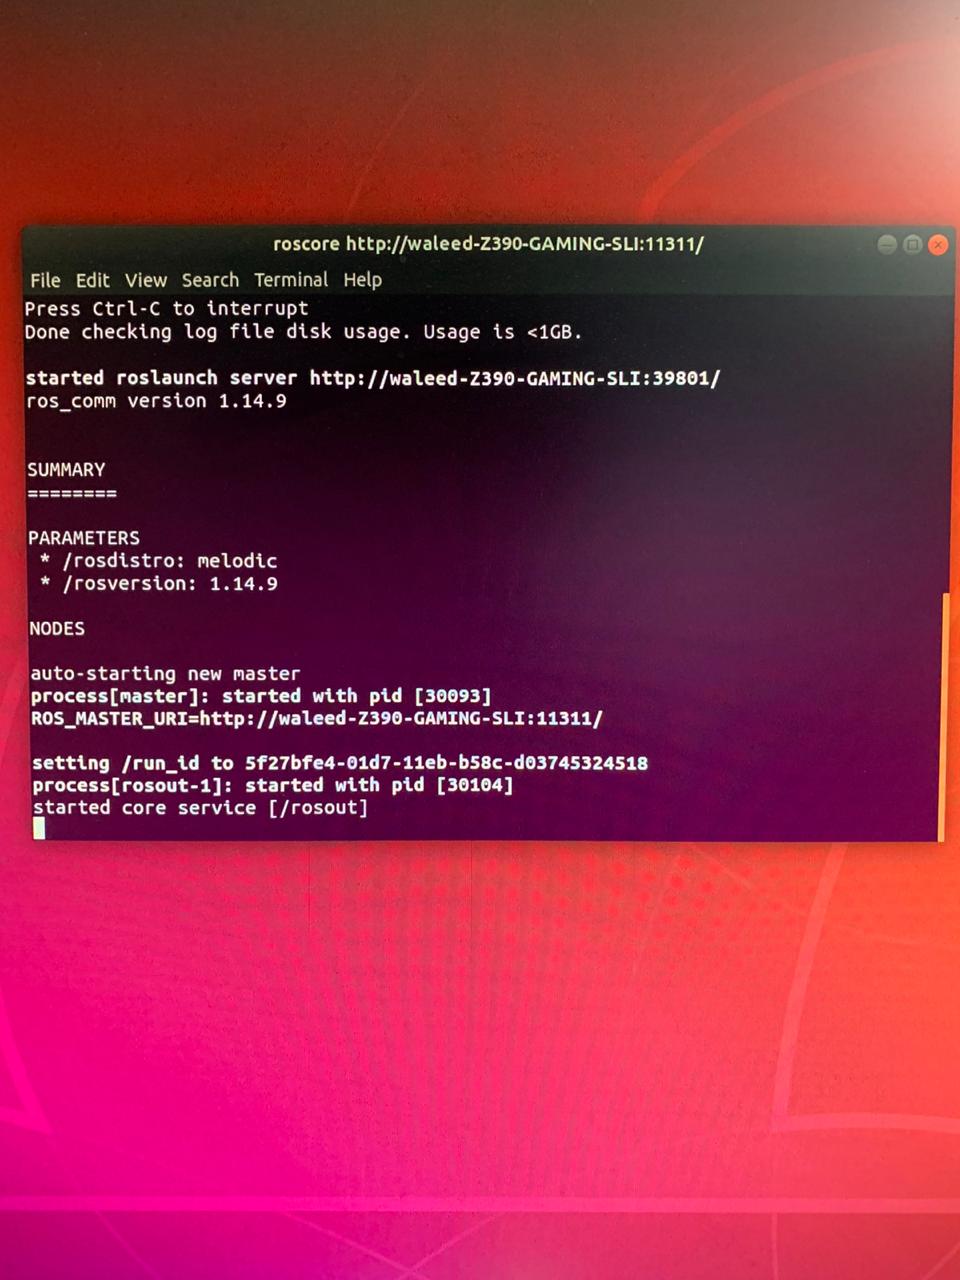 roscore http://waleed-Z390-GAMING-SLI:11311/
File Edit View Search Terminal Help
Press Ctrl-C to interrupt
Done checking log file disk usage. Usage is <1GB.
started roslaunch server http://waleed-Z390-GAMING-SLI:39801/
ros_comm version 1.14.9
SUMMARY
========
PARAMETERS
* /rosdistro: melodic
* /rosversion: 1.14.9
NODES
auto-starting new master
process[master]: started with pid [30093]
ROS_MASTER_URI=http://waleed-Z390-GAMING-SLI:11311/
setting /run_id to 5f27bfe4-01d7-11eb-b58c-d03745324518
process[rosout-1]: started with pid [30104]
started core service [/rosout]